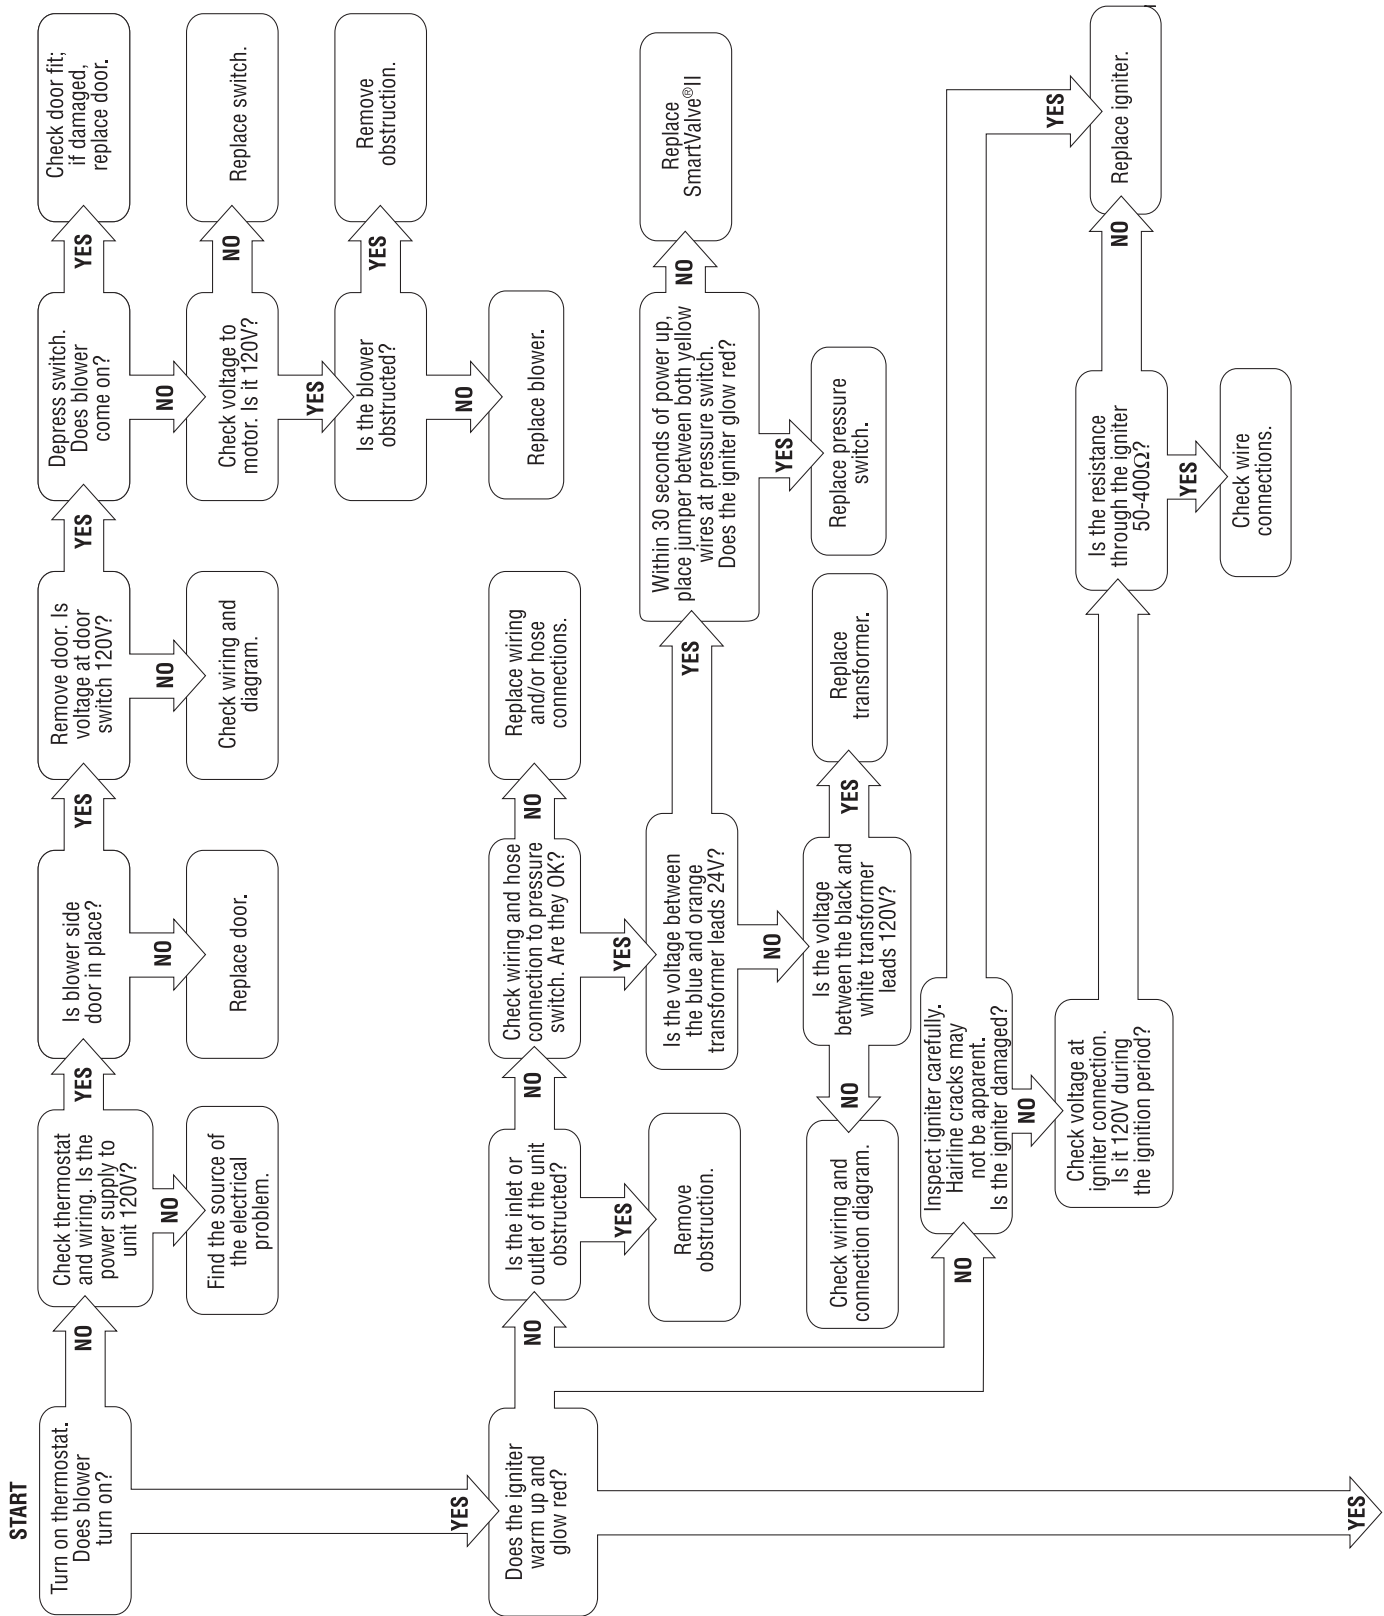 START
Turn on thermostat.
Does blower
turn on?
NO
Check thermostat
and wiring. Is the
power supply to
unit 120V?
YES
Is blower side
door in place?
YES
Remove door. Is
voltage at door
switch 120V?
YES
Depress switch.
Does blower
come on?
YES
Check door fit;
if damaged,
replace door.
NO
Find the source of
the electrical
problem.
NO
Replace door.
NO
Check wiring and
diagram.
NO
Check voltage to
motor. Is it 120V?
NO
Replace switch.
YES
Is the blower
obstructed?
YES
Remove
obstruction.
NO
Replace blower.
YES
Does the igniter
warm up and
glow red?
NO
Is the inlet or
outlet of the unit
obstructed?
NO
Check wiring and hose
connection to pressure
switch. Are they OK?
NO
Replace wiring
and/or hose
connections.
YES
Remove
obstruction.
YES
Is the voltage between
the blue and orange
transformer leads 24V?
YES
Within 30 seconds of power up,
place jumper between both yellow
wires at pressure switch.
Does the igniter glow red?
NO
Replace
SmartValve®II
YES
Replace pressure
switch.
NO
Is the voltage
between the black and
white transformer
leads 120V?
YES
Replace
transformer.
NO
Check wiring and
connection diagram.
NO
Inspect igniter carefully.
Hairline cracks may
not be apparent.
Is the igniter damaged?
YES
Replace igniter.
NO
Check voltage at
igniter connection.
Is it 120V during
the ignition period?
Is the resistance
through the igniter
50-400Ω?
NO
YES
Check wire
connections.
YES